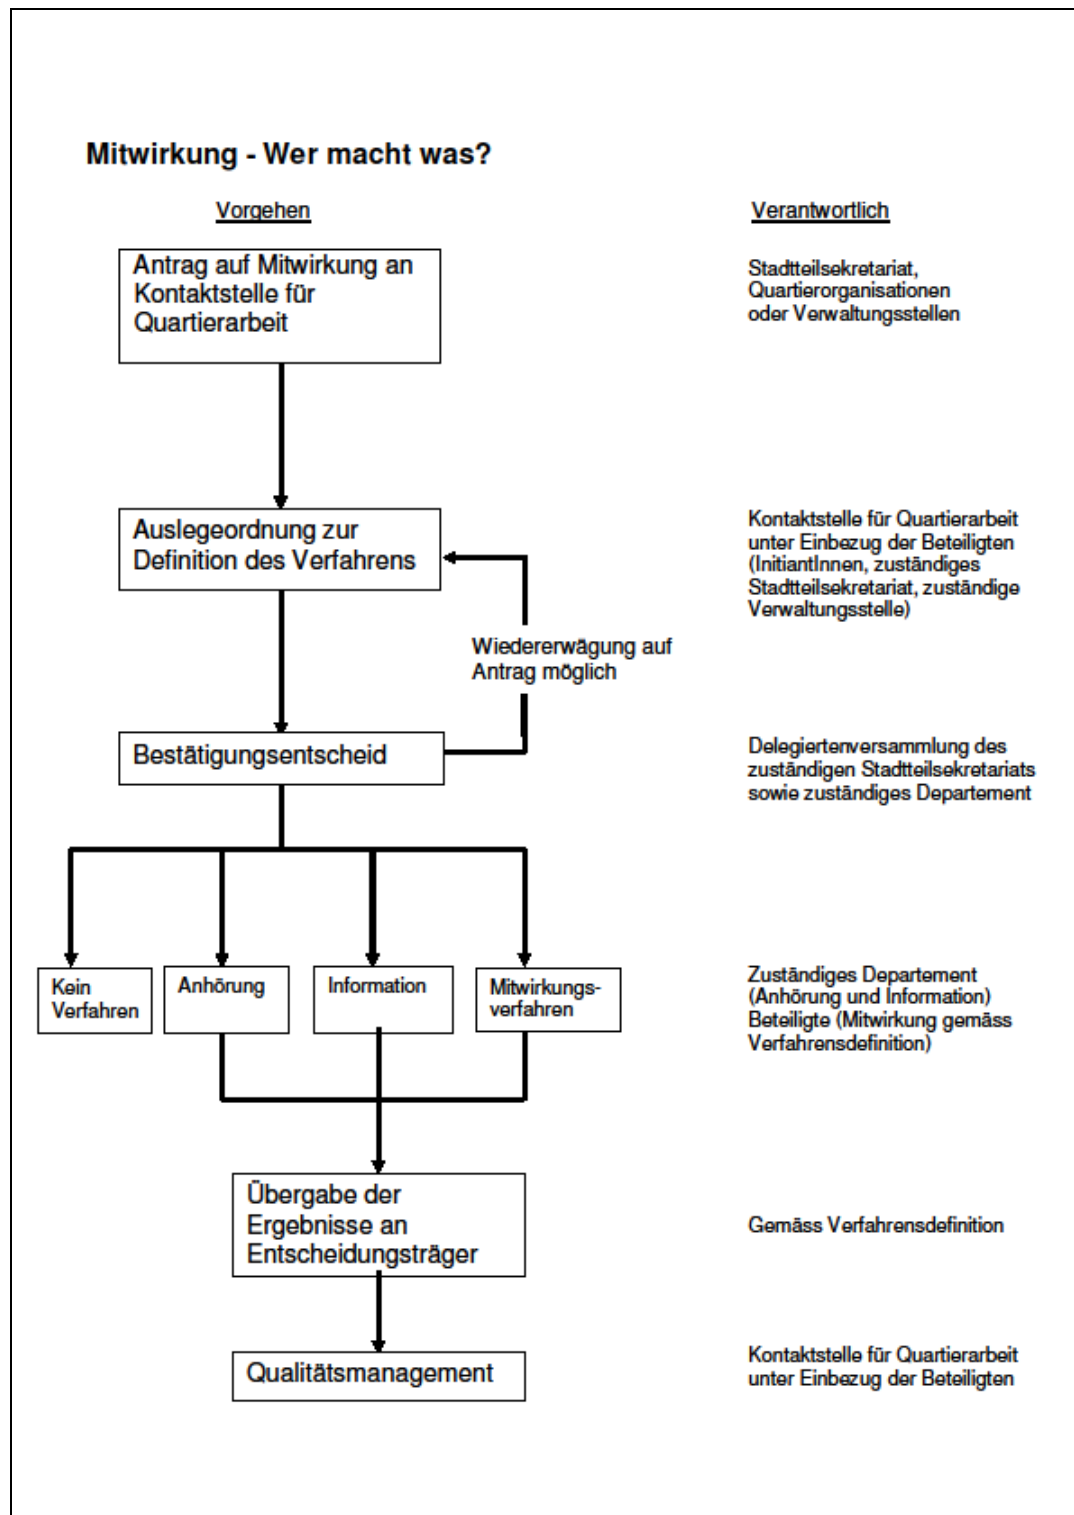 Mitwirkung - Wer macht was?
Vorgehen
Verantwortlich
Antrag auf Mitwirkung an
Kontaktstelle für
Quartierarbeit
Stadtteilsekretariat,
Quartierorganisationen
oder Verwaltungsstellen
Auslegeordnung zur
Definition des Verfahrens
Kontaktstelle für Quartierarbeit
unter Einbezug der Beteiligten
(InitiantInnen, zuständiges
Stadtteilsekretariat, zuständige
Verwaltungsstelle)
Wiedererwägung auf
Antrag möglich
Bestätigungsentscheid
Delegiertenversammlung des
zuständigen Stadtteilsekretariats
sowie zuständiges Departement
Kein
Verfahren
Anhörung
Information
Mitwirkungs-
verfahren
Zuständiges Departement
(Anhörung und Information)
Beteiligte (Mitwirkung gemäss
Verfahrensdefinition)
Übergabe der
Ergebnisse an
Entscheidungsträger
Gemäss Verfahrensdefinition
Qualitätsmanagement
Kontaktstelle für Quartierarbeit
unter Einbezug der Beteiligten